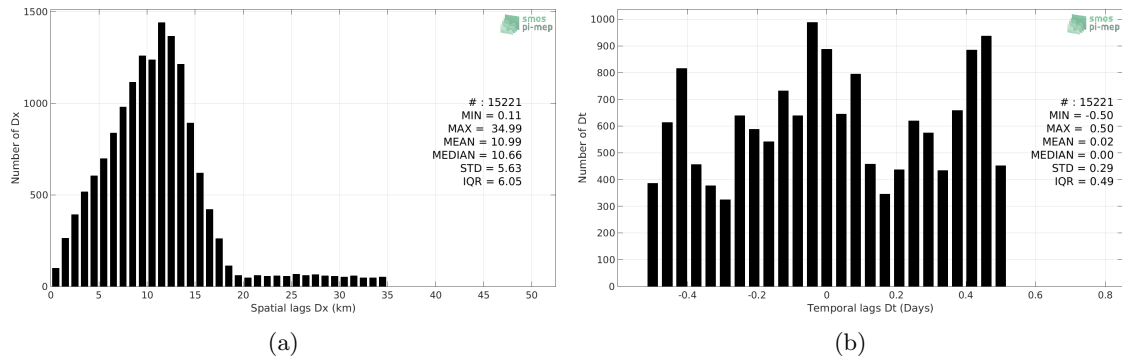 1500
1000
500
0
0 5 10 15 20 25 30 35 40 45 50
Number of Dx
Spatial lags Dx (km)
smos
pi-mep
# : 15221
MIN = 0.11
MAX = 34.99
MEAN = 10.99
MEDIAN = 10.66
STD = 5.63
IQR = 6.05
(a)
1000
900
800
700
600
500
400
300
200
100
0
-0.4 -0.2 0 0.2 0.4 0.6 0.8
Number of Dt
Temporal lags Dt (Days)
smos
pi-mep
# : 15221
MIN = -0.50
MAX = 0.50
MEAN = 0.02
MEDIAN = 0.00
STD = 0.29
IQR = 0.49
(b)